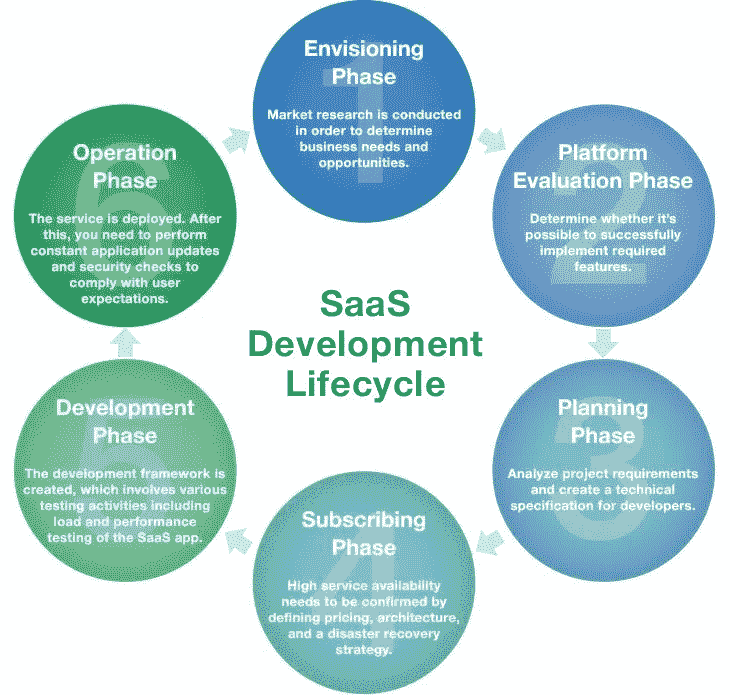 Envisioning
Phase
1
Market research is conducted
in order to determine
business needs and
opportunities.
Platform
Evaluation Phase
2
Determine whether it's
possible to successfully
implement required
features.
Planning
Phase
3
Analyze project requirements
and create a technical
specification for developers.
Subscribing
Phase
4
High service availability
needs to be confirmed by
defining pricing, architecture,
and a disaster recovery
strategy.
Development
Phase
5
The development framework is
created, which involves various
testing activities including
load and performance
testing of the SaaS app.
Operation
Phase
6
The service is deployed. After
this, you need to perform
constant application updates
and security checks to
comply with user
expectations.
SaaS
Development
Lifecycle